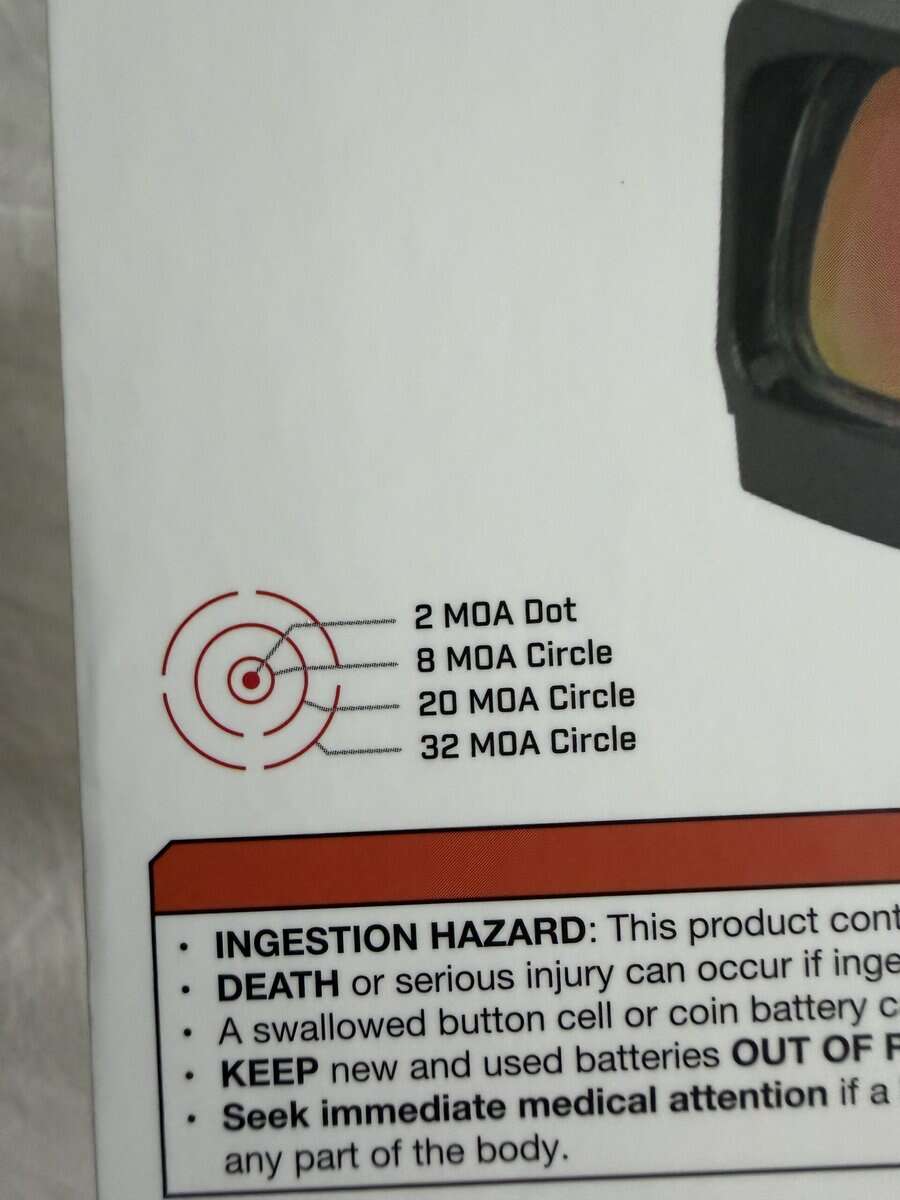 2 MOA Dot
8 MOA Circle
20 MOA Circle
32 MOA Circle
• INGESTION HAZARD: This product cont
• DEATH or serious injury can occur if inge
• A swallowed button cell or coin battery c
• KEEP new and used batteries OUT OF
• Seek immediate medical attention if a
any part of the body.